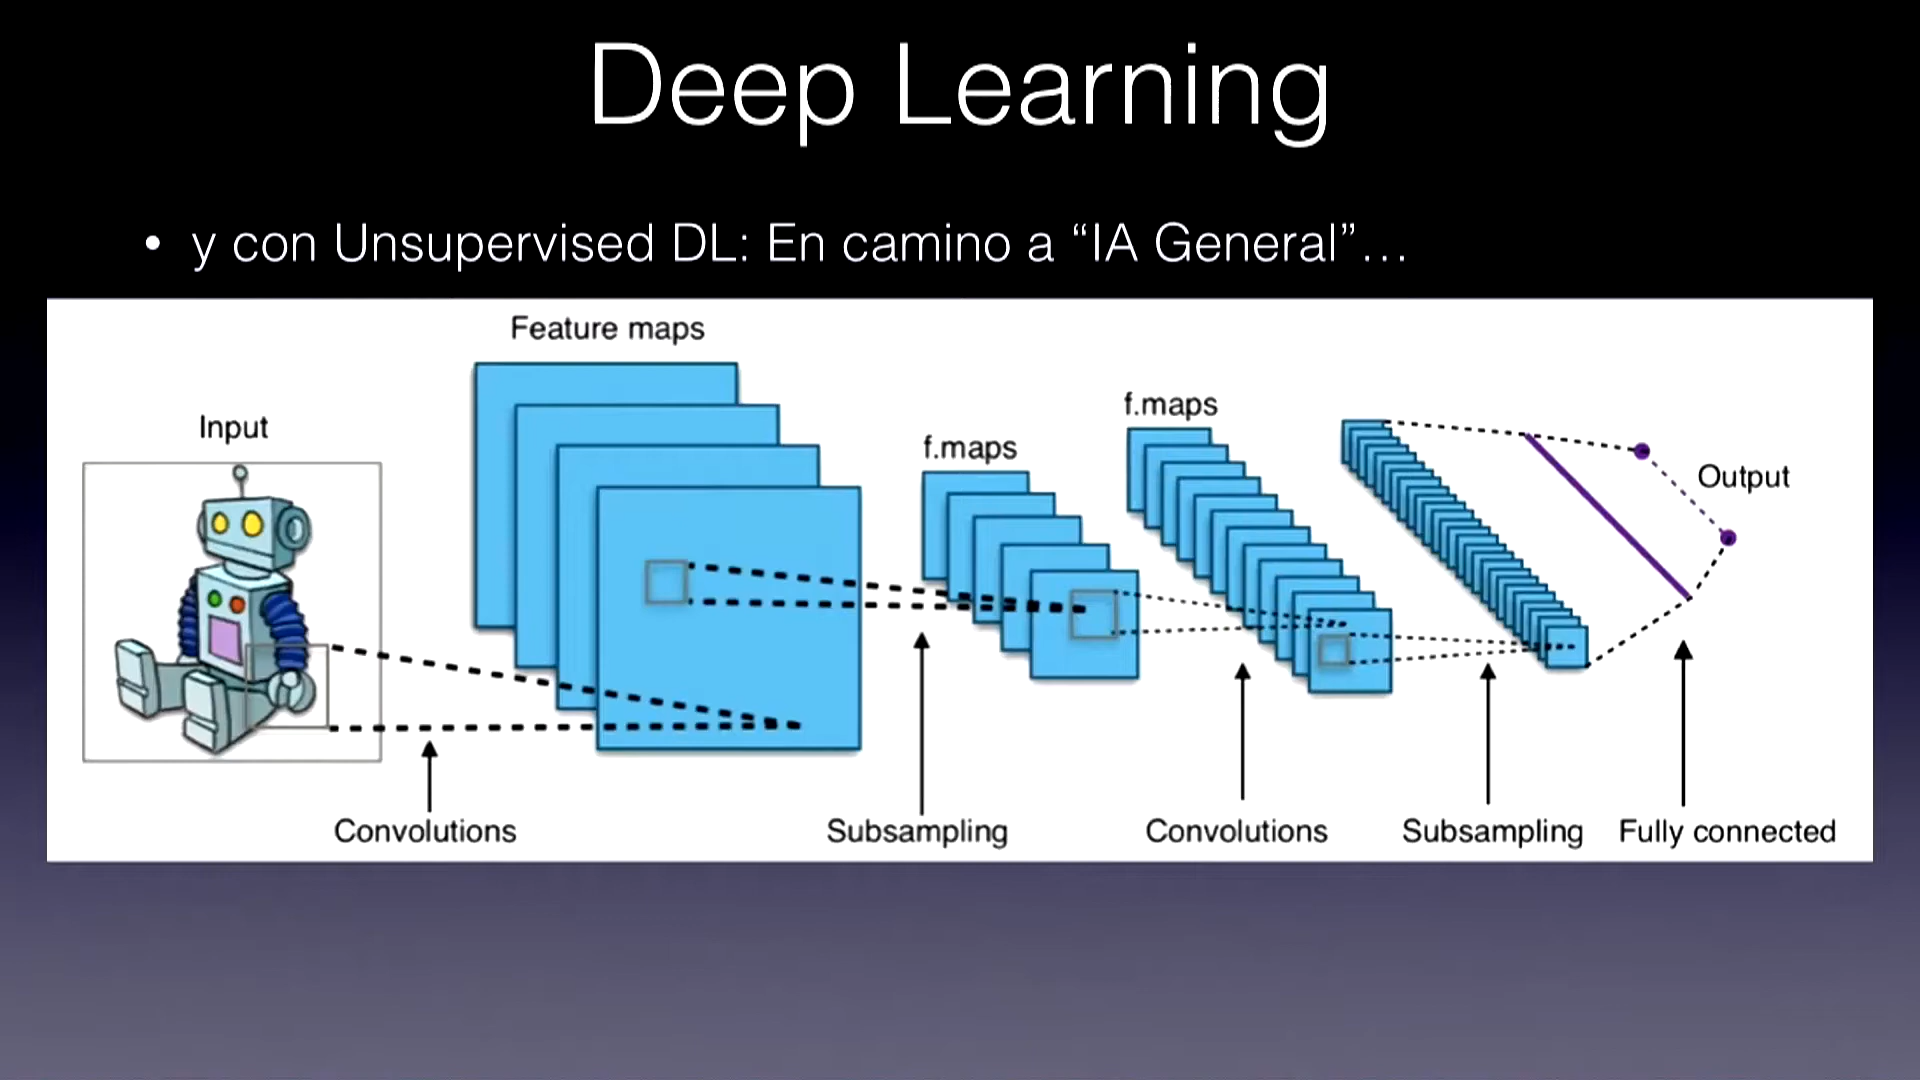 Deep Learning
• y con Unsupervised DL: En camino a “IA General”…
Feature maps
Input
f.maps
f.maps
Output
Convolutions
Subsampling
Convolutions
Subsampling
Fully connected